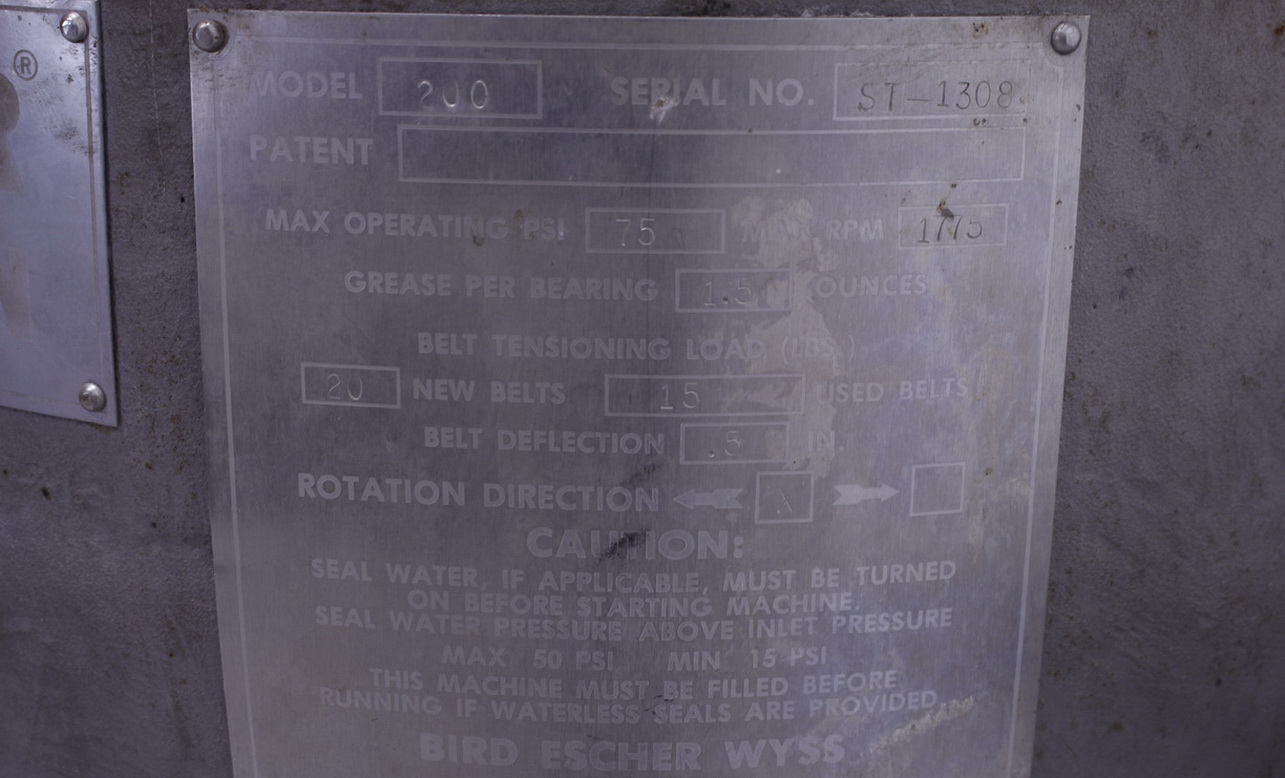 ®
MODEL 200 SERIAL NO. ST-1308
PATENT
MAX OPERATING PSI 75 MAX RPM 1775
GREASE PER BEARING 1.5 OUNCES
BELT TENSIONING LOAD (LBS.)
20 NEW BELTS 15 USED BELTS
BELT DEFLECTION .5 IN.
ROTATION DIRECTION ← X →
CAUTION:
SEAL WATER, IF APPLICABLE, MUST BE TURNED
ON BEFORE STARTING MACHINE.
SEAL WATER PRESSURE ABOVE INLET PRESSURE
MAX 50 PSI MIN 15 PSI
THIS MACHINE MUST BE FILLED BEFORE
RUNNING IF WATERLESS SEALS ARE PROVIDED.
BIRD ESCHER WYSS